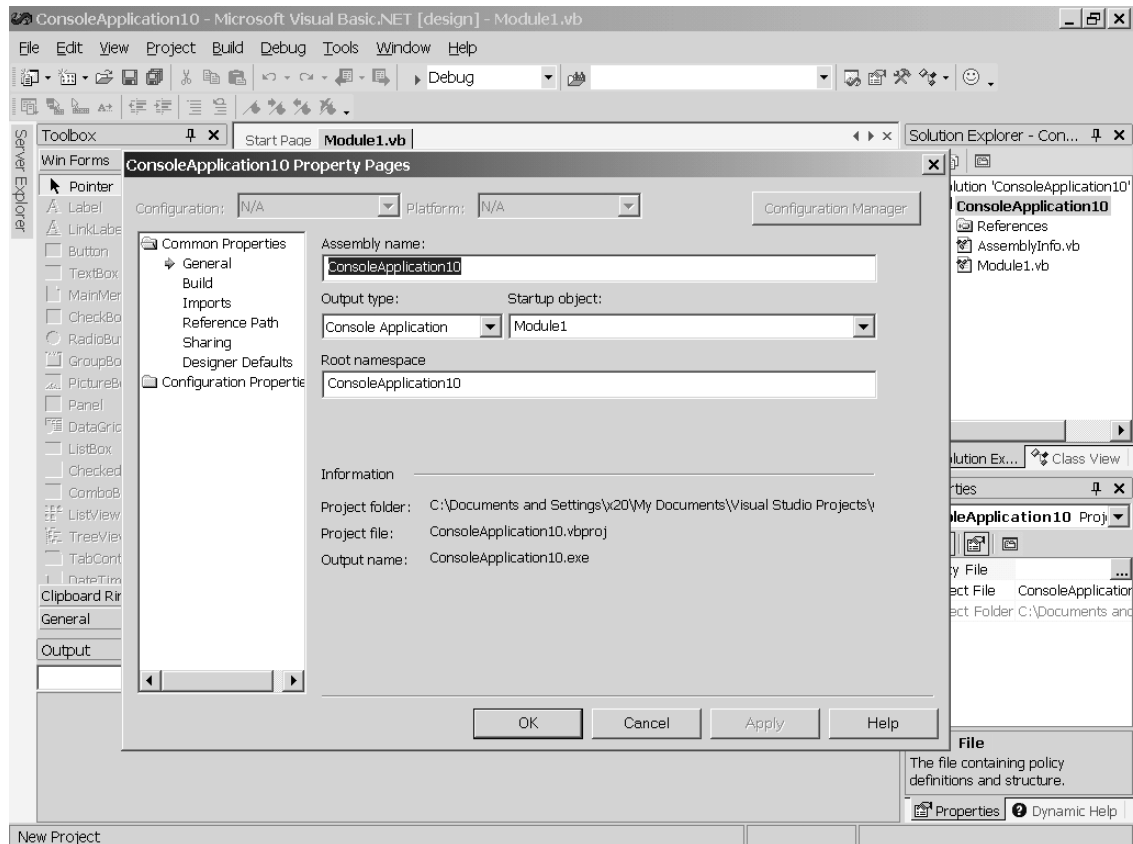 ConsoleApplication10 - Microsoft Visual Basic.NET [design] - Module1.vb
File Edit View Project Build Debug Tools Window Help
Debug
Server Explorer
Toolbox
Start Page Module1.vb
Solution Explorer - Con...
Win Forms
Pointer
Label
LinkLabe
Button
TextBox
MainMer
CheckBo
RadioBu
GroupBo
PictureB
Panel
DataGric
ListBox
Checked
ComboB
ListView
TreeView
TabCont
DateTim
Clipboard Rir
General
Output
ConsoleApplication10 Property Pages
Configuration: N/A Platform: N/A Configuration Manager
Common Properties
General
Build
Imports
Reference Path
Sharing
Designer Defaults
Configuration Propertie
Assembly name:
ConsoleApplication10
Output type: Startup object:
Console Application Module1
Root namespace
ConsoleApplication10
Information
Project folder: C:\Documents and Settings\x20\My Documents\Visual Studio Projects\
Project file: ConsoleApplication10.vbproj
Output name: ConsoleApplication10.exe
OK Cancel Apply Help
lution 'ConsoleApplication10'
ConsoleApplication10
References
AssemblyInfo.vb
Module1.vb
lution Ex... Class View
rties
leApplication10 Proj
y File ...
ect File ConsoleApplication
ect Folder C:\Documents and
File
The file containing policy
definitions and structure.
Properties Dynamic Help
New Project